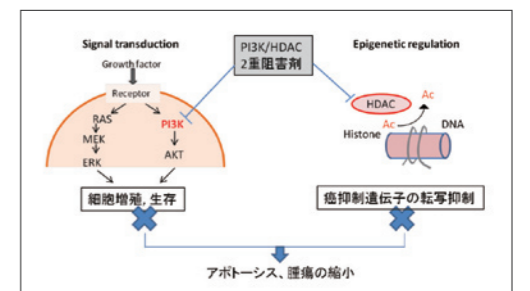 Signal transduction
Growth factor
Receptor
RAS
MEK
ERK
PI3K
AKT
細胞増殖, 生存
PI3K/HDAC
2重阻害剤
Epigenetic regulation
HDAC
Ac
Ac
Histone
DNA
癌抑制遺伝子の転写抑制
アポトーシス、腫瘍の縮小